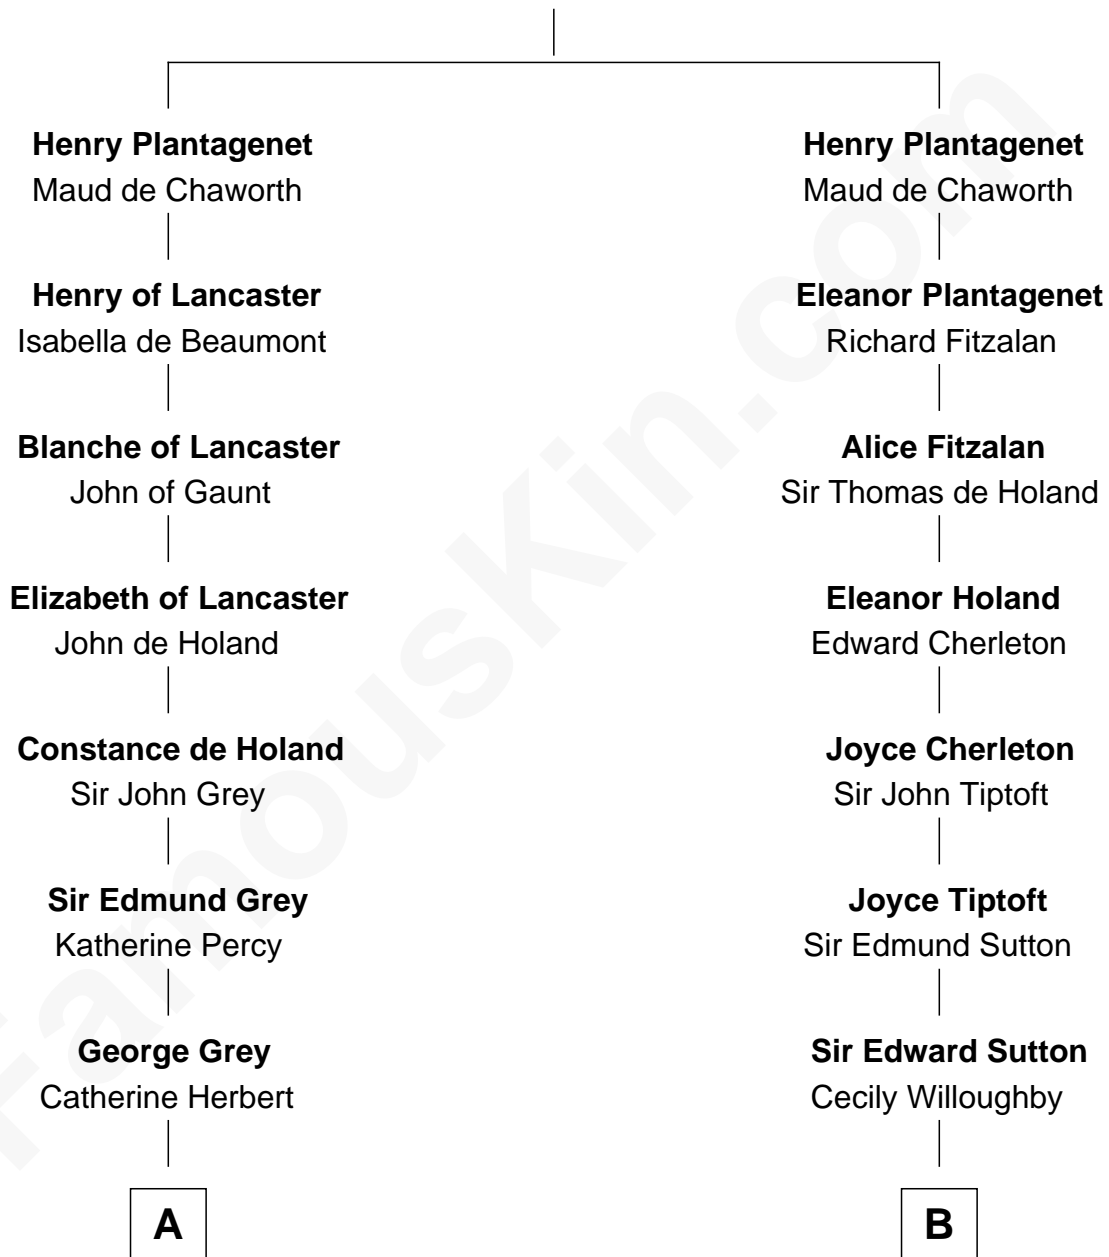 Henry Plantagenet
Maud de Chaworth
Henry of Lancaster
Isabella de Beaumont
Blanche of Lancaster
John of Gaunt
Elizabeth of Lancaster
John de Holand
Constance de Holand
Sir John Grey
Sir Edmund Grey
Katherine Percy
George Grey
Catherine Herbert
A
Henry Plantagenet
Maud de Chaworth
Eleanor Plantagenet
Richard Fitzalan
Alice Fitzalan
Sir Thomas de Holand
Eleanor Holand
Edward Cherleton
Joyce Cherleton
Sir John Tiptoft
Joyce Tiptoft
Sir Edmund Sutton
Sir Edward Sutton
Cecily Willoughby
B
FamousKin.com